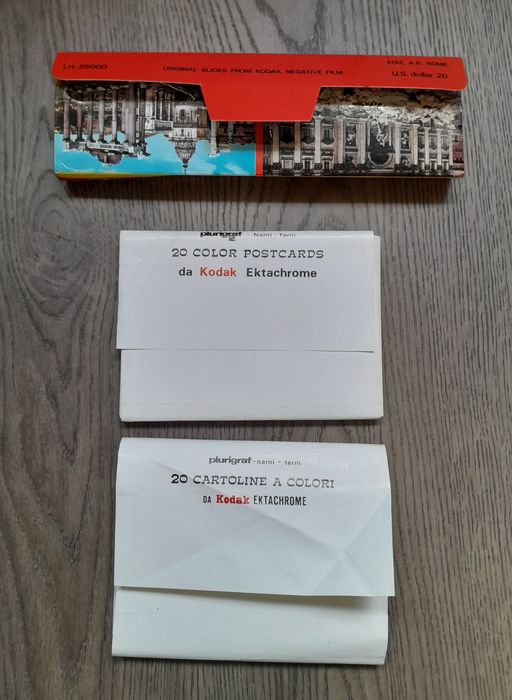 Lit. 25000
ORIGINAL SLIDES FROM KODAK NEGATIVE FILM
EDIZ. A.R. ROME
U.S. dollar 20
plurigraf - Narni - Terni
20 COLOR POSTCARDS
da Kodak Ektachrome
plurigraf - narni - terni
20 CARTOLINE A COLORI
DA Kodak EKTACHROME